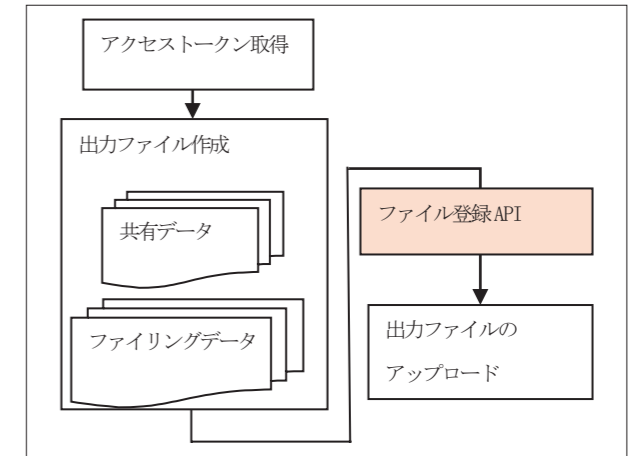 アクセストークン取得
出力ファイル作成
共有データ
ファイリングデータ
ファイル登録API
出力ファイルの
アップロード